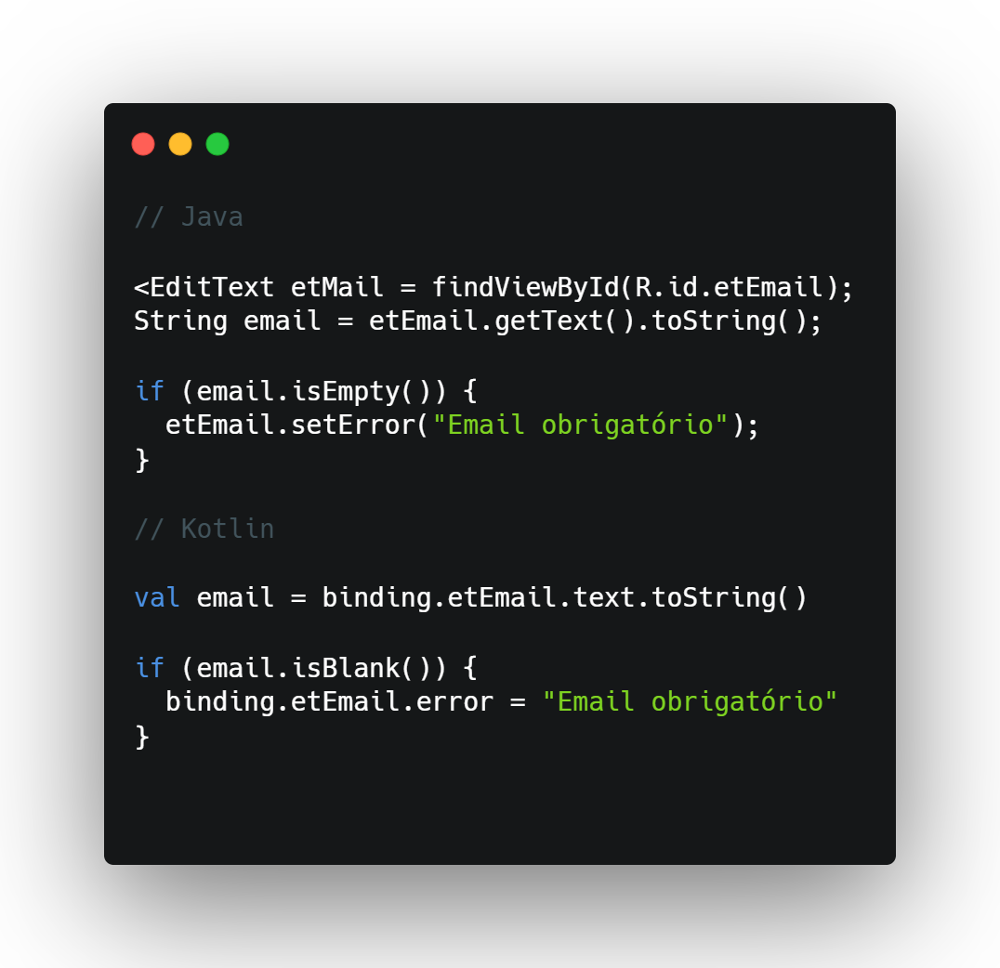 // Java
<EditText etMail = findViewById(R.id.etEmail);
String email = etEmail.getText().toString();
if (email.isEmpty()) {
etEmail.setError("Email obrigatório");
}
// Kotlin
val email = binding.etEmail.text.toString()
if (email.isBlank()) {
binding.etEmail.error = "Email obrigatório"
}